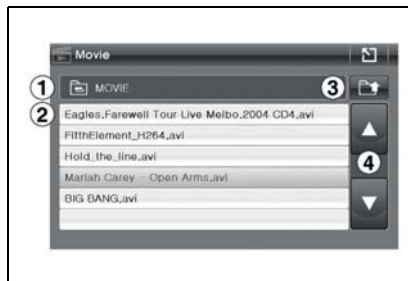 Movie
① MOVIE ③
② Eagles.Farewell Tour Live Melbo.2004 CD4.avi
FifthElement_H264.avi
Hold_the_line.avi
④
Mariah Carey - Open Arms.avi
BIG BANG.avi